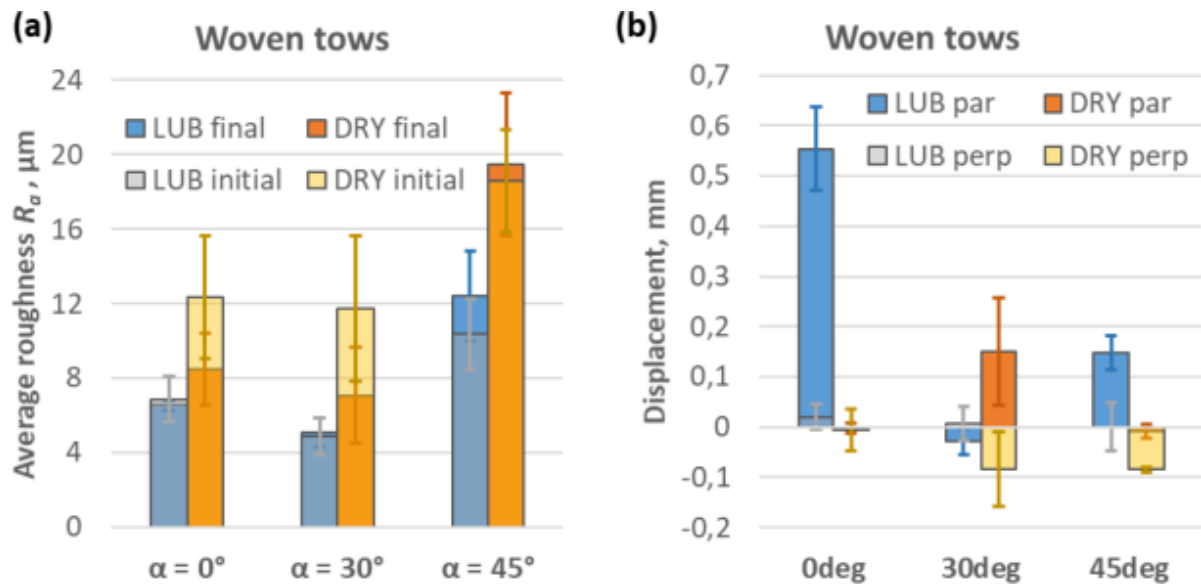 (a)
Woven tows
Average roughness Ra, μm
24
20
16
12
8
4
0
LUB final
DRY final
LUB initial
DRY initial
α = 0°
α = 30°
α = 45°
(b)
Woven tows
Displacement, mm
0,7
0,6
0,5
0,4
0,3
0,2
0,1
0
-0,1
-0,2
LUB par
DRY par
LUB perp
DRY perp
0deg
30deg
45deg